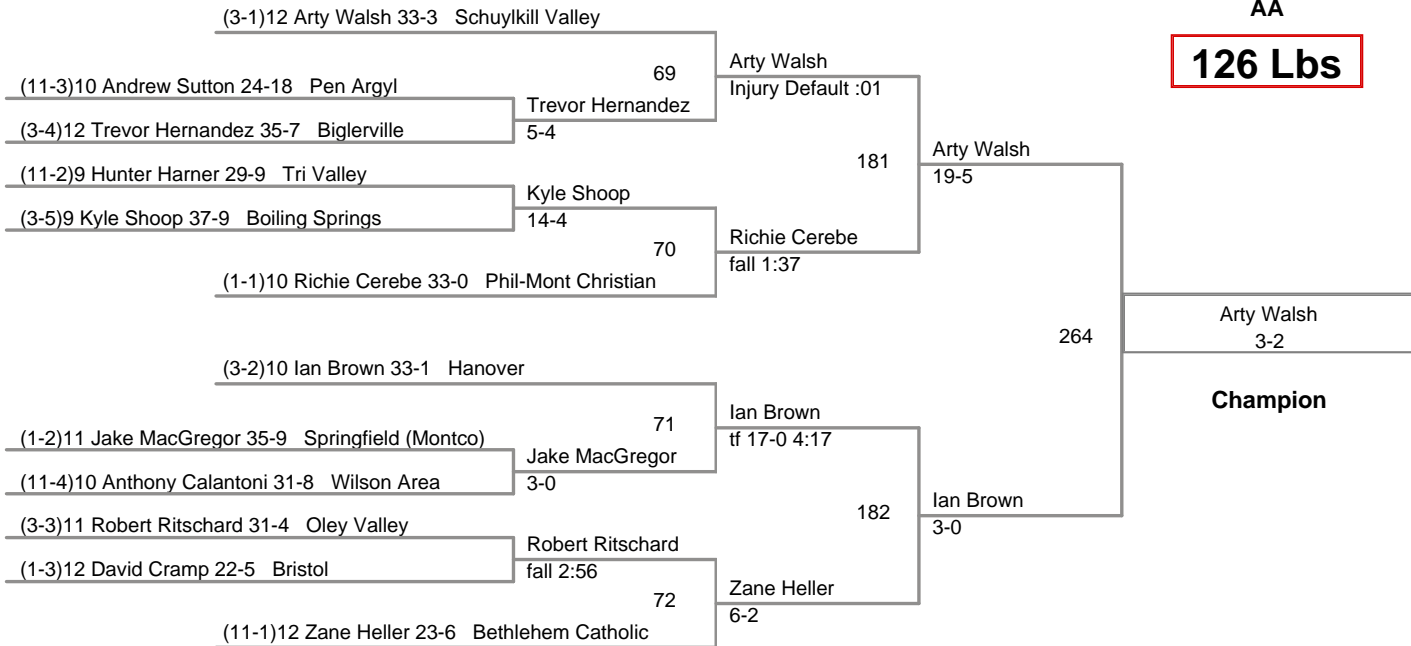 AA
126 Lbs
(3-1)12 Arty Walsh 33-3 Schuylkill Valley
69
Arty Walsh
Injury Default :01
(11-3)10 Andrew Sutton 24-18 Pen Argyl
Trevor Hernandez
5-4
(3-4)12 Trevor Hernandez 35-7 Biglerville
181
Arty Walsh
19-5
(11-2)9 Hunter Harner 29-9 Tri Valley
Kyle Shoop
14-4
(3-5)9 Kyle Shoop 37-9 Boiling Springs
70
Richie Cerebe
fall 1:37
(1-1)10 Richie Cerebe 33-0 Phil-Mont Christian
264
Arty Walsh
3-2
Champion
(3-2)10 Ian Brown 33-1 Hanover
71
Ian Brown
tf 17-0 4:17
(1-2)11 Jake MacGregor 35-9 Springfield (Montco)
Jake MacGregor
3-0
(11-4)10 Anthony Calantoni 31-8 Wilson Area
182
Ian Brown
3-0
(3-3)11 Robert Ritschard 31-4 Oley Valley
Robert Ritschard
fall 2:56
(1-3)12 David Cramp 22-5 Bristol
72
Zane Heller
6-2
(11-1)12 Zane Heller 23-6 Bethlehem Catholic